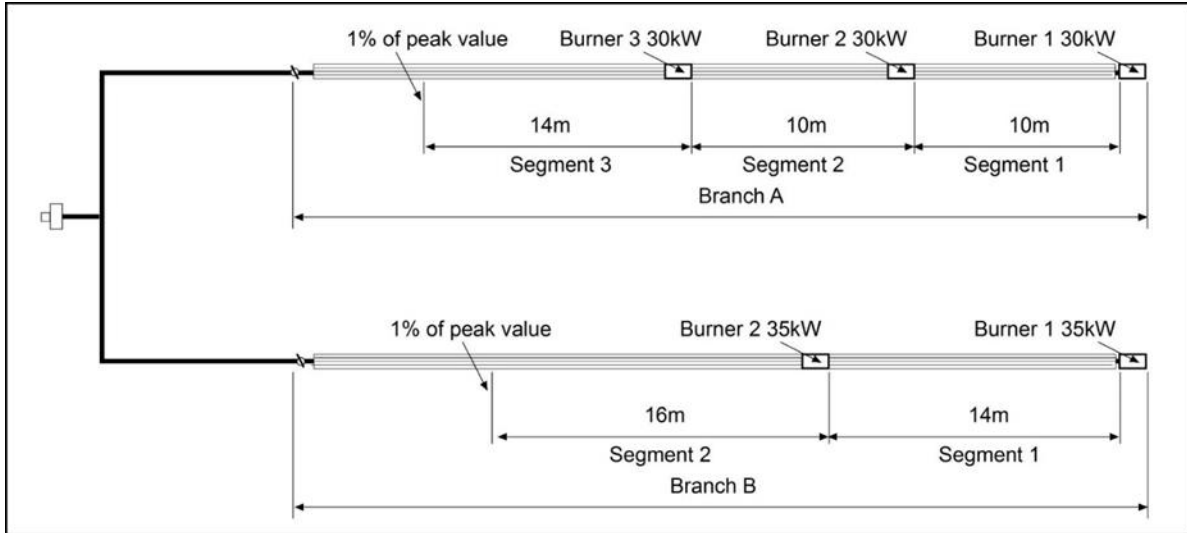 1% of peak value
Burner 3 30kW
Burner 2 30kW
Burner 1 30kW
14m
10m
10m
Segment 3
Segment 2
Segment 1
Branch A
1% of peak value
Burner 2 35kW
Burner 1 35kW
16m
14m
Segment 2
Segment 1
Branch B